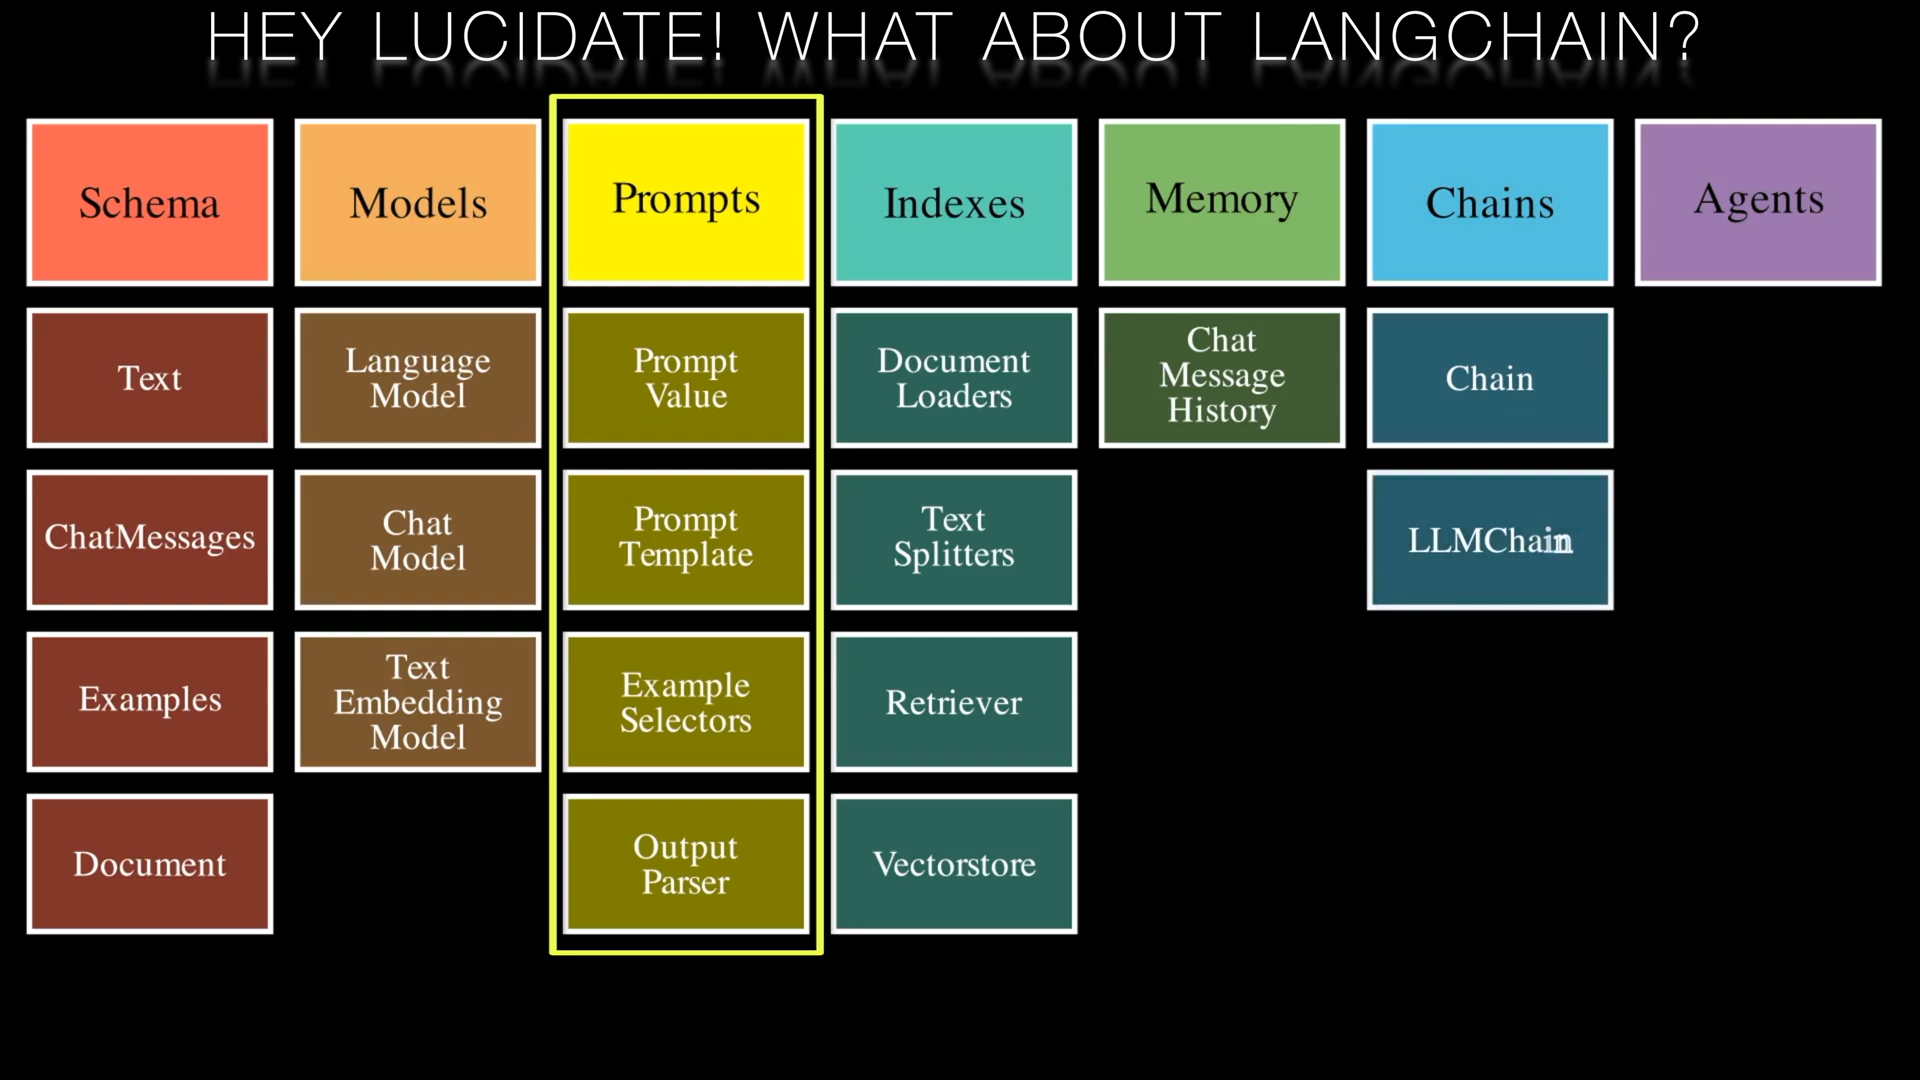 HEY LUCIDATE! WHAT ABOUT LANGCHAIN?
Schema
Models
Prompts
Indexes
Memory
Chains
Agents
Text
Language
Model
Prompt
Value
Document
Loaders
Chat
Message
History
Chain
ChatMessages
Chat
Model
Prompt
Template
Text
Splitters
LLMChain
Examples
Text
Embedding
Model
Example
Selectors
Retriever
Document
Output
Parser
Vectorstore